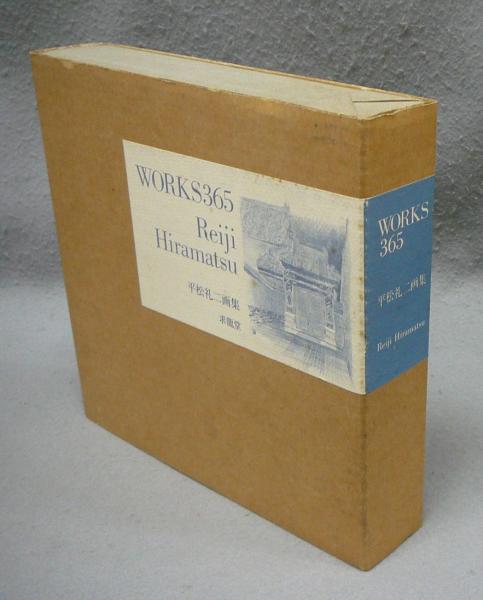 WORKS365
Reiji
Hiramatsu
平松礼二画集
求龍堂
WORKS
365
平松礼二画集
Reiji Hiramatsu